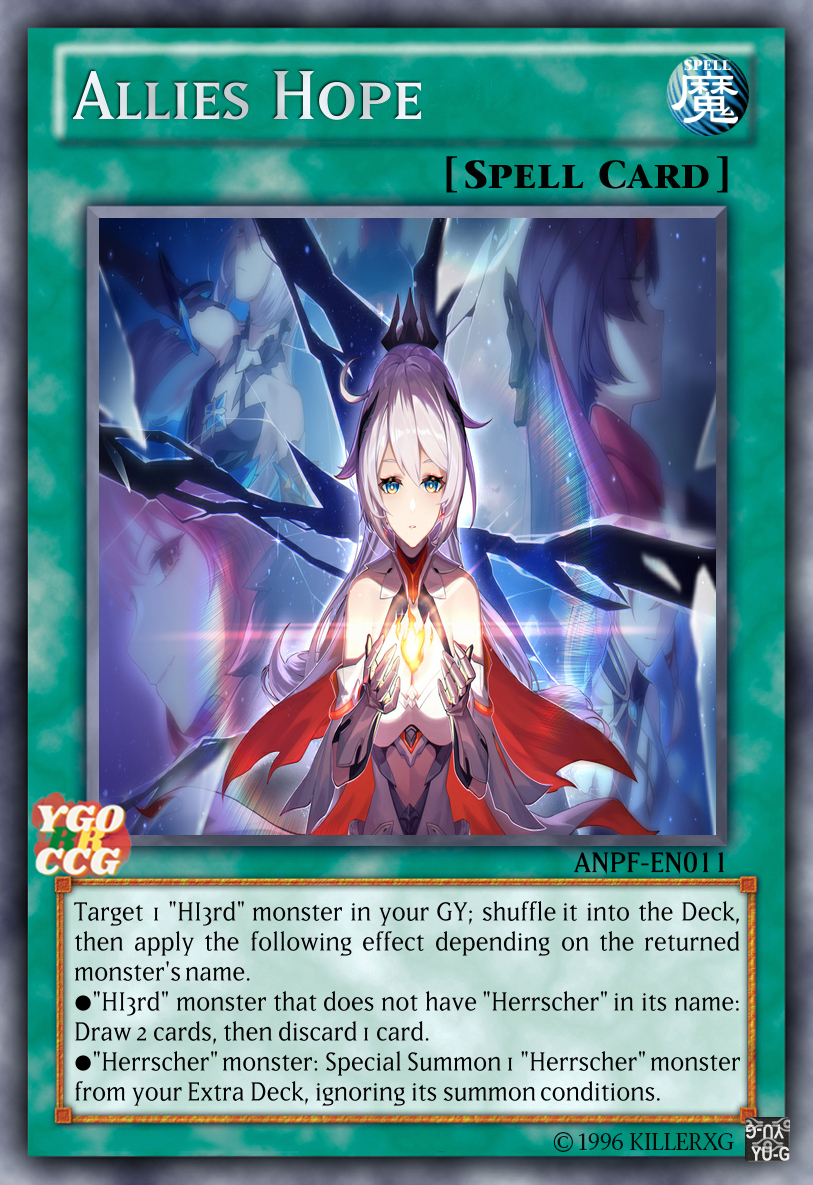 ALLIES HOPE
SPELL
魔
[SPELL CARD]
YGO
RR
CCG
ANPF-EN011
Target 1 "HI3rd" monster in your GY; shuffle it into the Deck,
then apply the following effect depending on the returned
monster's name.
●"HI3rd" monster that does not have "Herrscher" in its name:
Draw 2 cards, then discard 1 card.
●"Herrscher" monster: Special Summon 1 "Herrscher" monster
from your Extra Deck, ignoring its summon conditions.
© 1996 KILLERXG
YU-G